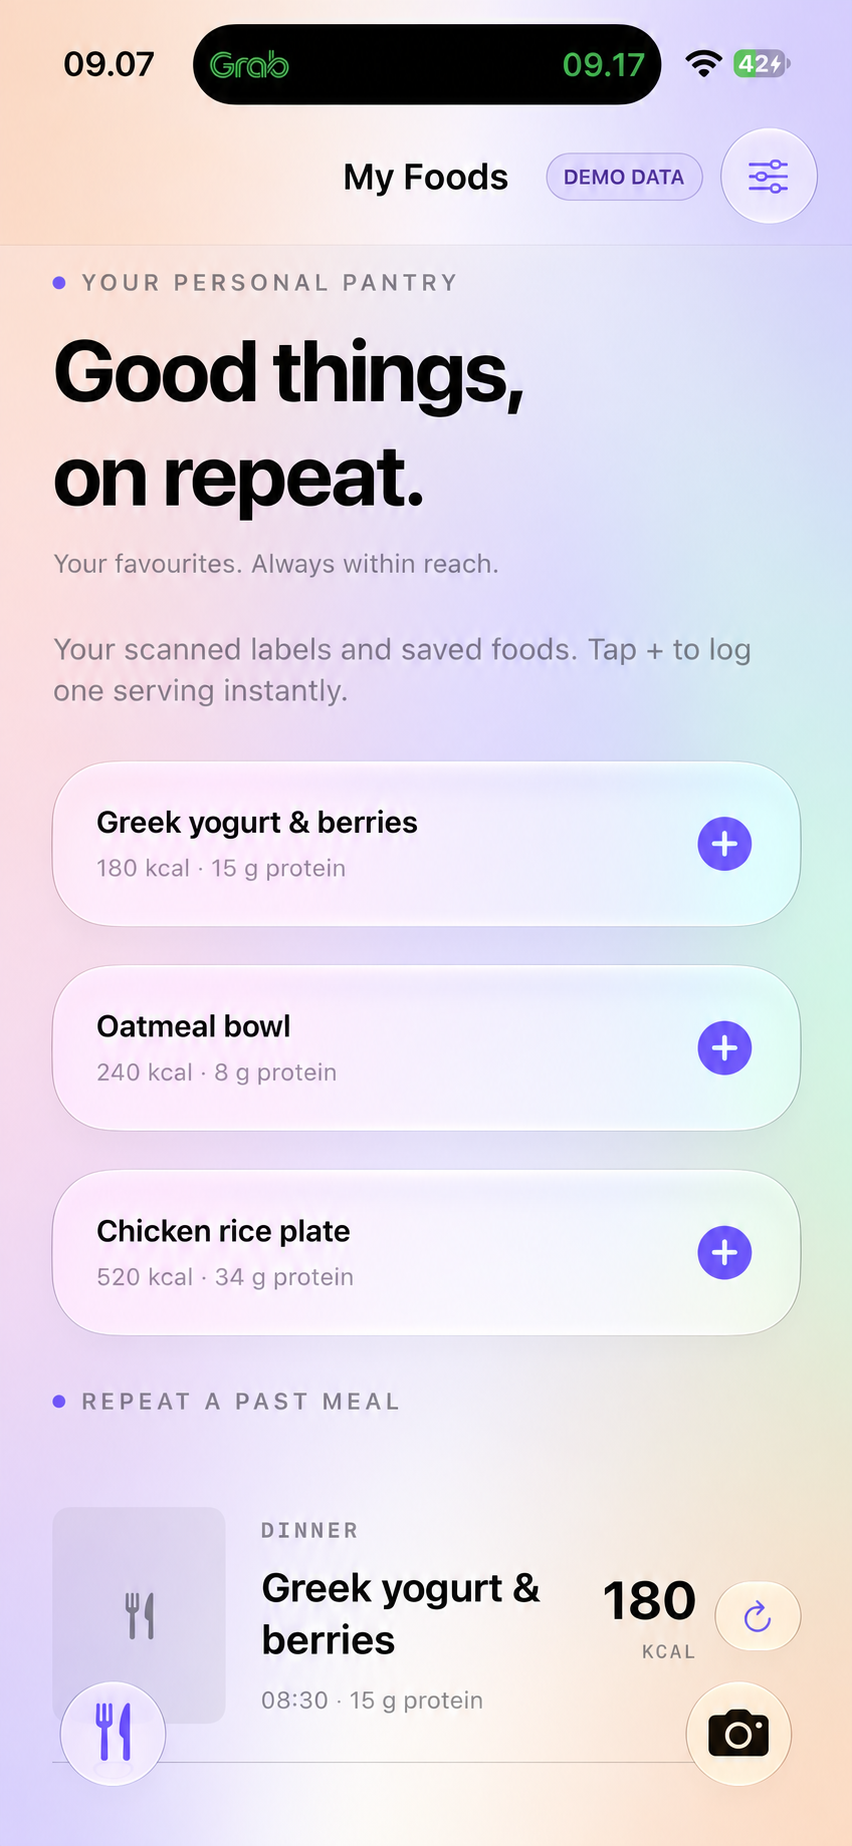 09.07
Grab
09.17
42
My Foods
DEMO DATA
YOUR PERSONAL PANTRY
Good things,
on repeat.
Your favourites. Always within reach.
Your scanned labels and saved foods. Tap + to log
one serving instantly.
Greek yogurt & berries
180 kcal · 15 g protein
Oatmeal bowl
240 kcal · 8 g protein
Chicken rice plate
520 kcal · 34 g protein
REPEAT A PAST MEAL
DINNER
Greek yogurt &
berries
180
KCAL
08:30 · 15 g protein